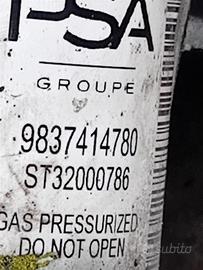 PSA
GROUPE
9837414780
ST32000786
GAS PRESSURIZED
DO NOT OPEN
subito